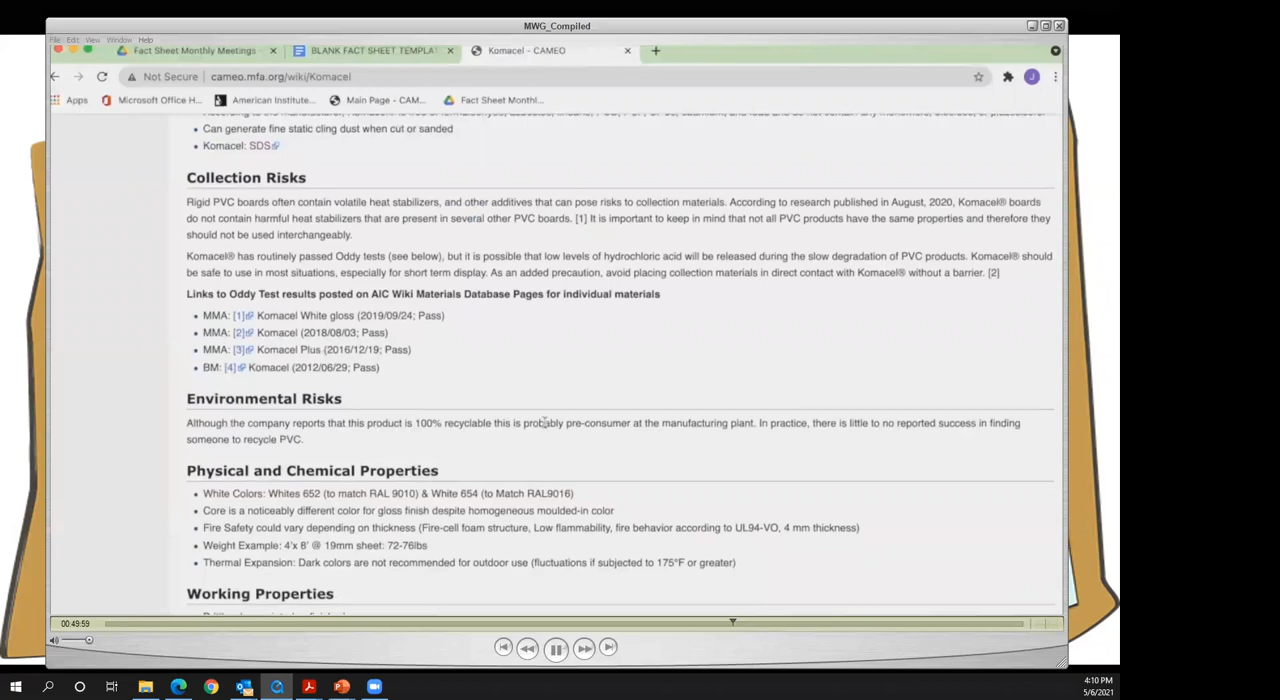 MWG_Compiled
File Edit View Window Help
Fact Sheet Monthly Meetings × BLANK FACT SHEET TEMPLAT × Komacel - CAMEO × +
Not Secure | cameo.mfa.org/wiki/Komacel J
Apps Microsoft Office H... American Institute... Main Page - CAM... Fact Sheet Monthl...
• Can generate fine static cling dust when cut or sanded
• Komacel: SDS
Collection Risks
Rigid PVC boards often contain volatile heat stabilizers, and other additives that can pose risks to collection materials. According to research published in August, 2020, Komacel® boards
do not contain harmful heat stabilizers that are present in several other PVC boards. [1] It is important to keep in mind that not all PVC products have the same properties and therefore they
should not be used interchangeably.
Komacel® has routinely passed Oddy tests (see below), but it is possible that low levels of hydrochloric acid will be released during the slow degradation of PVC products. Komacel® should
be safe to use in most situations, especially for short term display. As an added precaution, avoid placing collection materials in direct contact with Komacel® without a barrier. [2]
Links to Oddy Test results posted on AIC Wiki Materials Database Pages for individual materials
• MMA: [1] Komacel White gloss (2019/09/24; Pass)
• MMA: [2] Komacel (2018/08/03; Pass)
• MMA: [3] Komacel Plus (2016/12/19; Pass)
• BM: [4] Komacel (2012/06/29; Pass)
Environmental Risks
Although the company reports that this product is 100% recyclable this is probably pre-consumer at the manufacturing plant. In practice, there is little to no reported success in finding
someone to recycle PVC.
Physical and Chemical Properties
• White Colors: Whites 652 (to match RAL 9010) & White 654 (to Match RAL9016)
• Core is a noticeably different color for gloss finish despite homogeneous moulded-in color
• Fire Safety could vary depending on thickness (Fire-cell foam structure, Low flammability, fire behavior according to UL94-VO, 4 mm thickness)
• Weight Example: 4'x 8' @ 19mm sheet: 72-76lbs
• Thermal Expansion: Dark colors are not recommended for outdoor use (fluctuations if subjected to 175°F or greater)
Working Properties
00:49:59
4:10 PM
5/6/2021